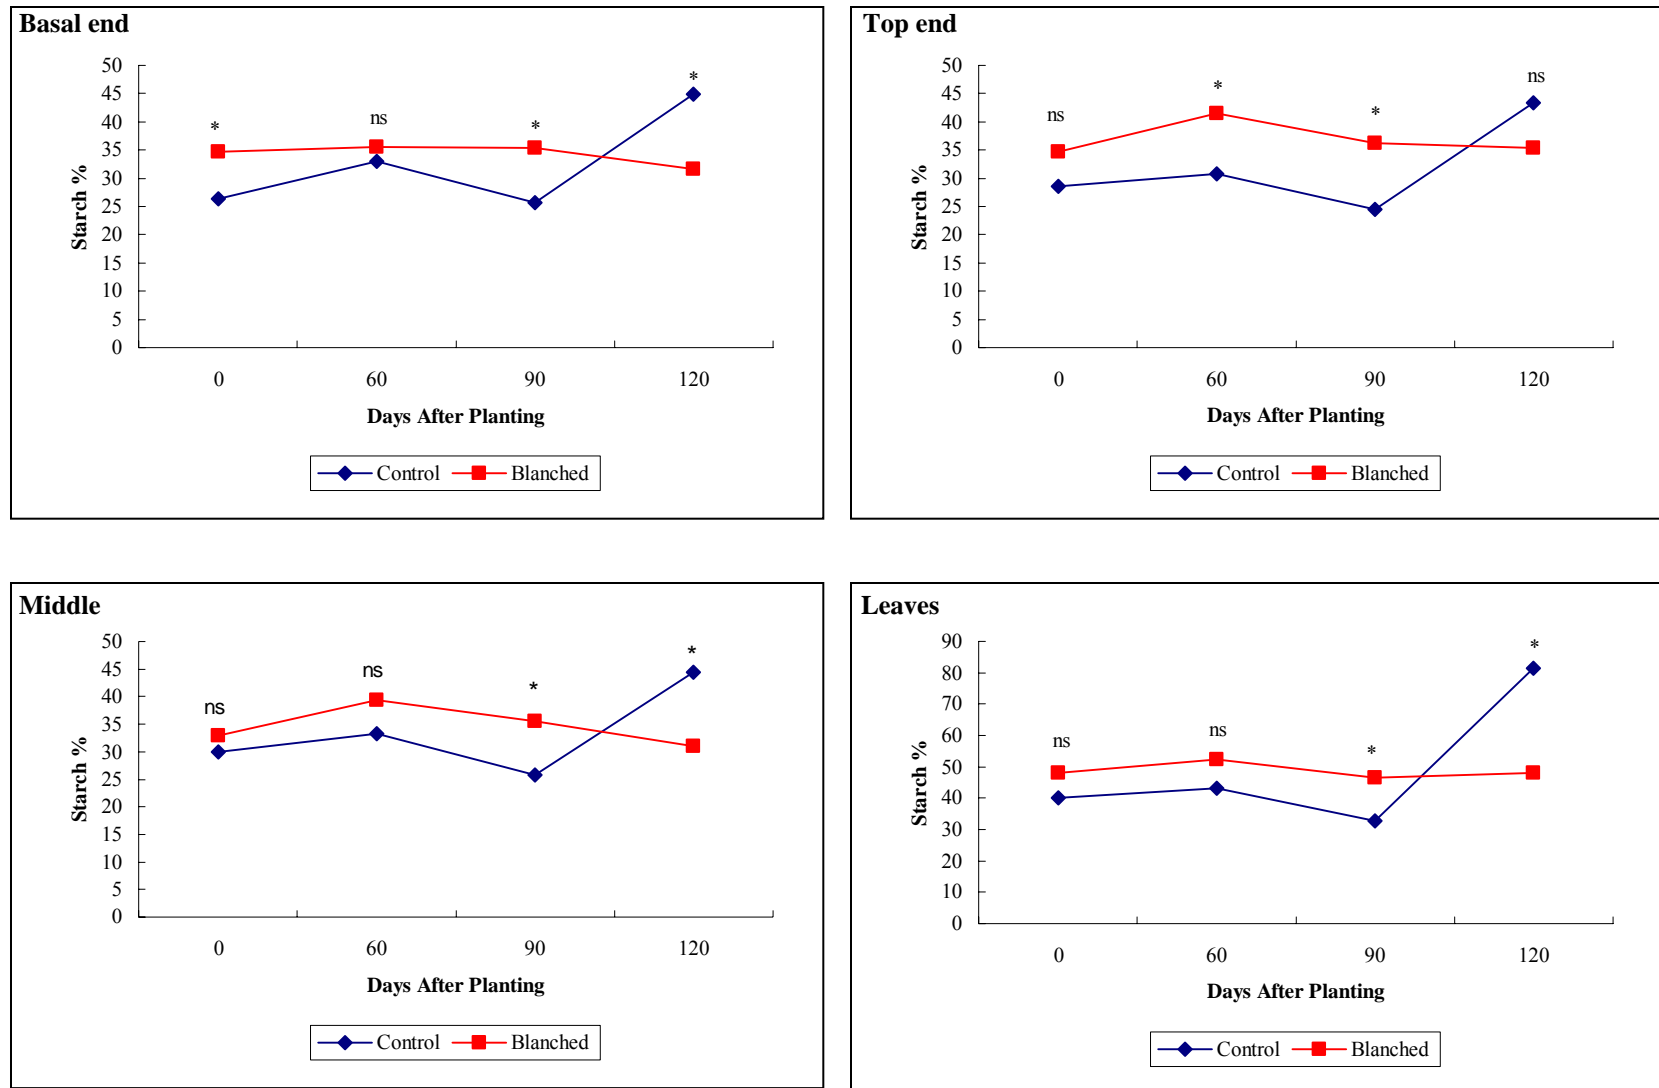 Basal end
50
45
40
35
30
25
20
15
10
5
0
Starch %
*
ns
*
*
0 60 90 120
Days After Planting
Control Blanched
Top end
50
45
40
35
30
25
20
15
10
5
0
Starch %
ns
*
*
ns
0 60 90 120
Days After Planting
Control Blanched
Middle
50
45
40
35
30
25
20
15
10
5
0
Starch %
ns
ns
*
*
0 60 90 120
Days After Planting
Control Blanched
Leaves
90
80
70
60
50
40
30
20
10
0
Starch %
ns
ns
*
*
0 60 90 120
Days After Planting
Control Blanched